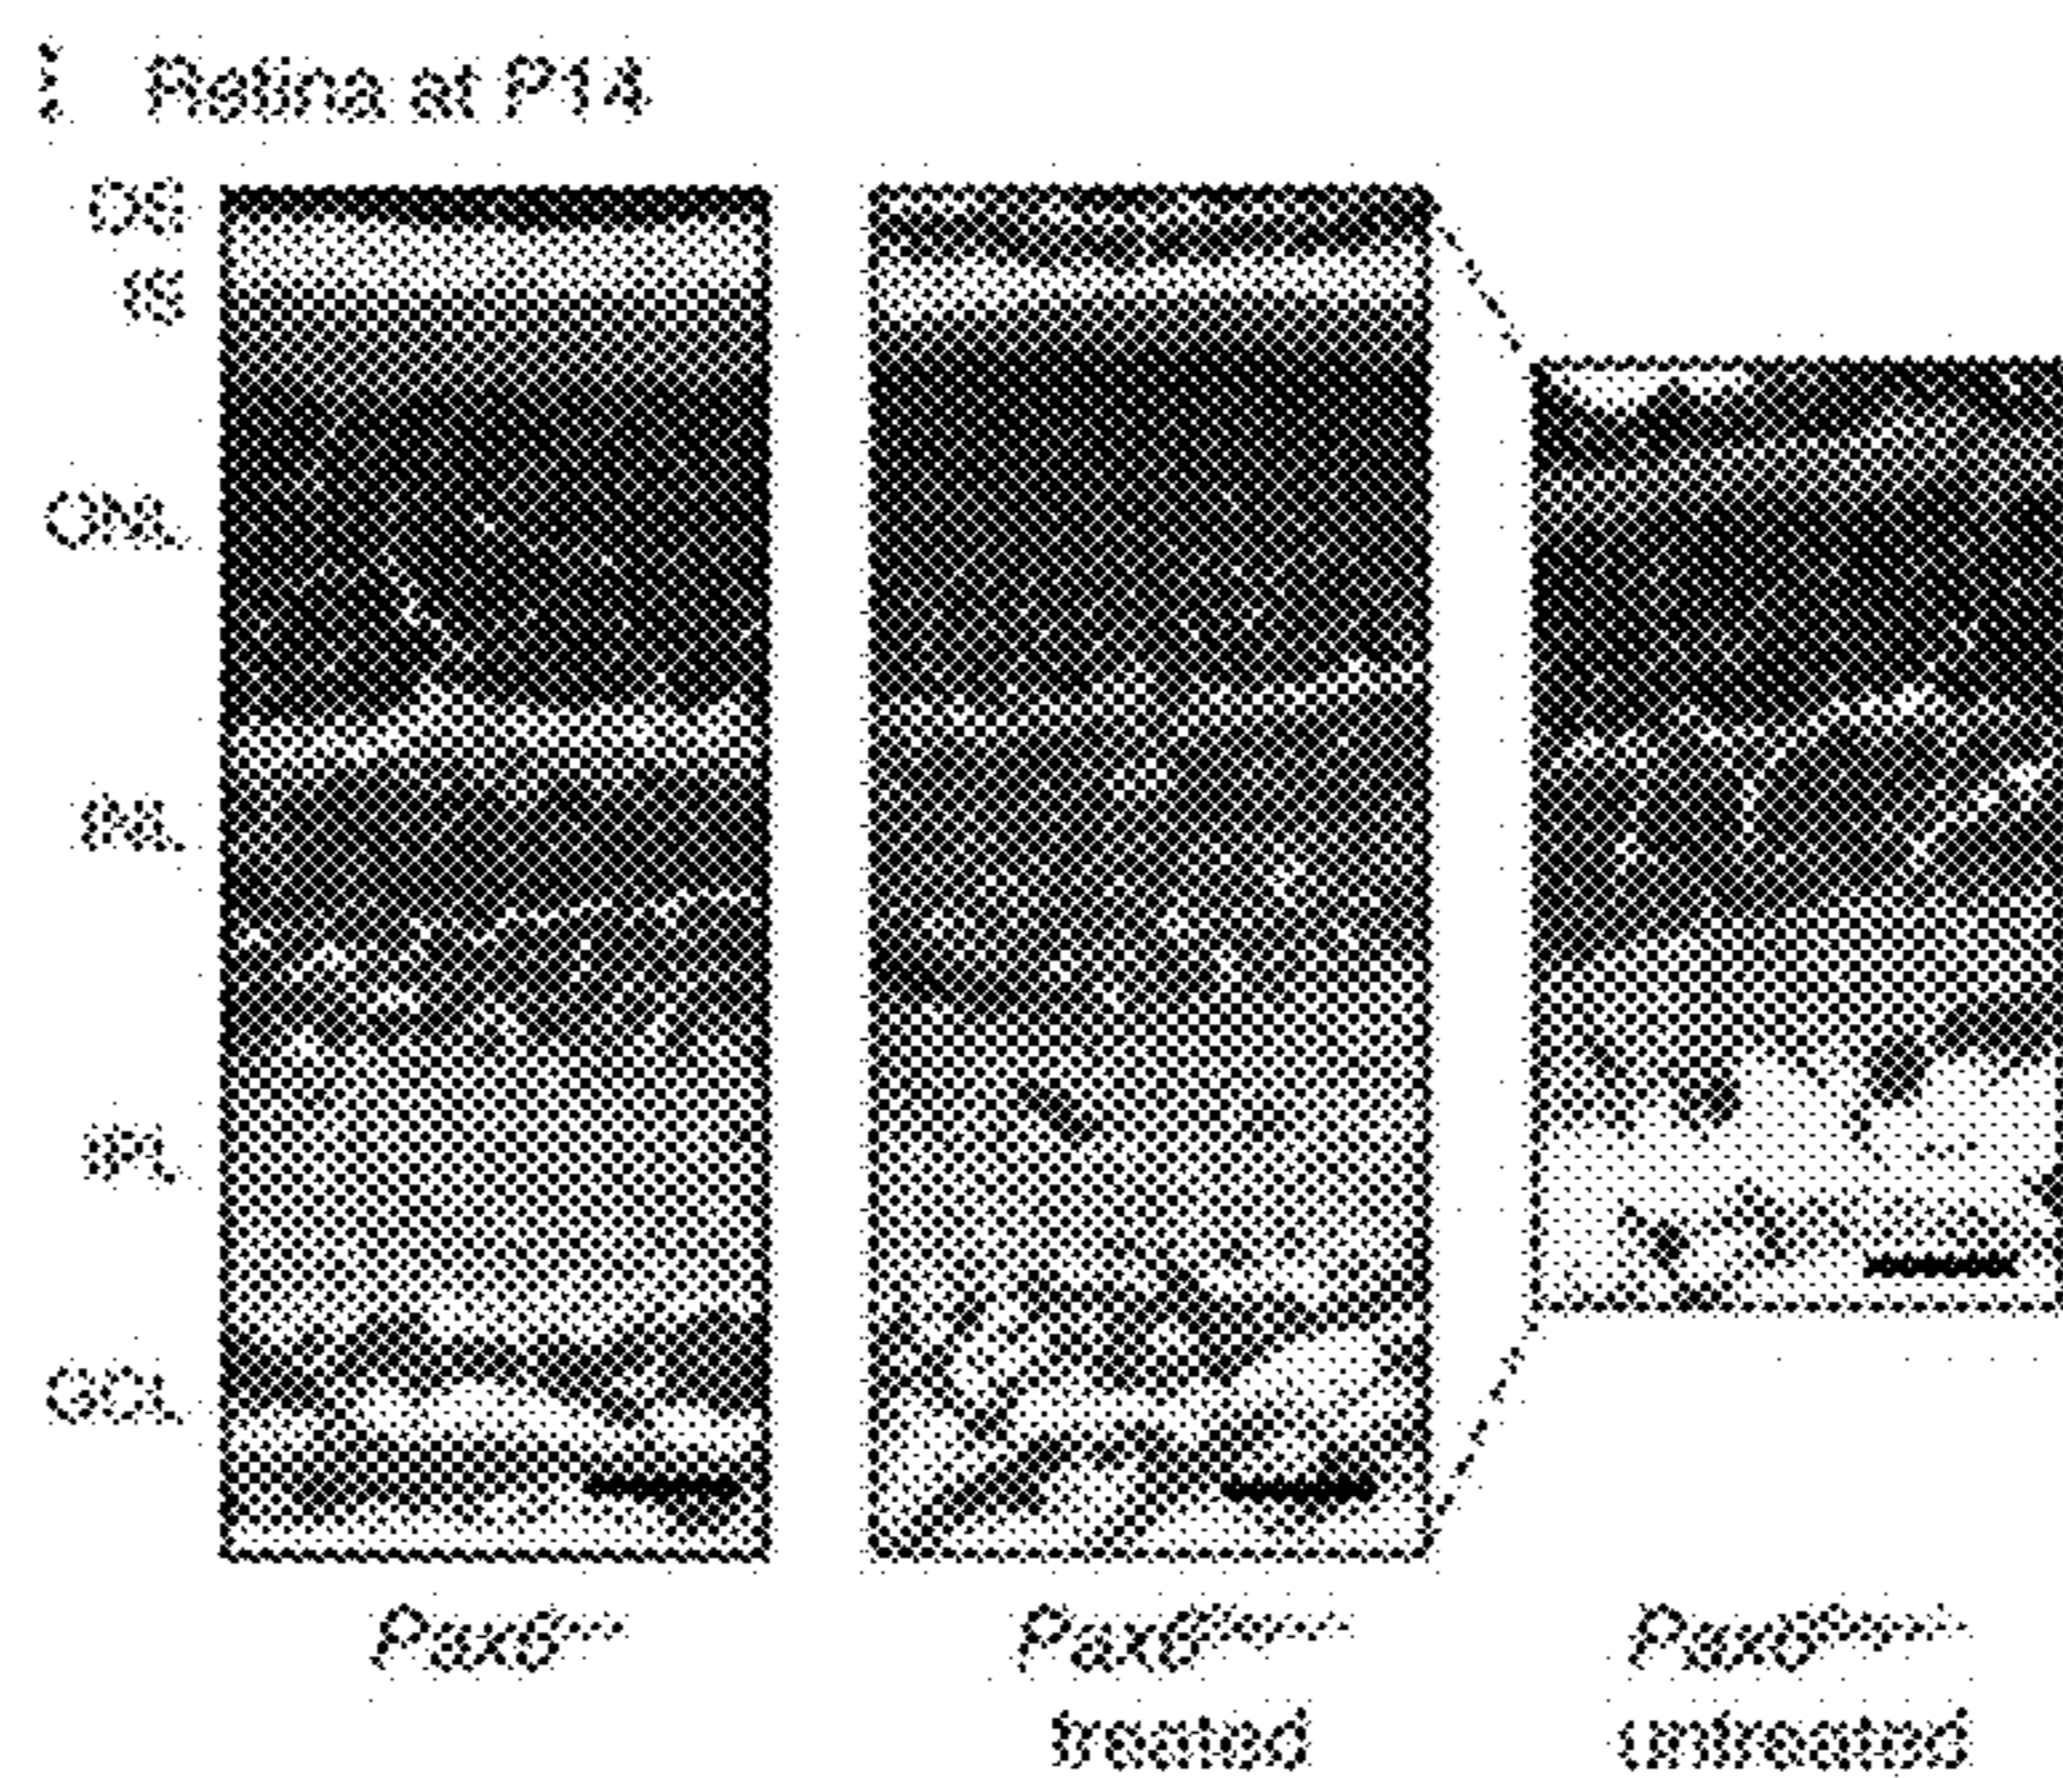 Retina at P14
OS
IS
ONL
INL
IPL
GCL
Pax6
Pax6
Pax6
treated
untreated